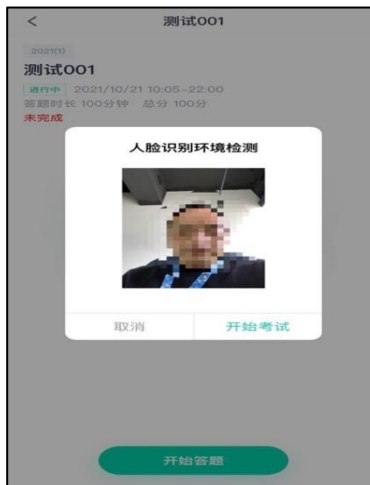 < 测试001
2021(1)
测试001
进行中 2021/10/21 10:05-22:00
答题时长 100分钟 总分 100分
未完成
人脸识别环境检测
取消 开始考试
开始答题